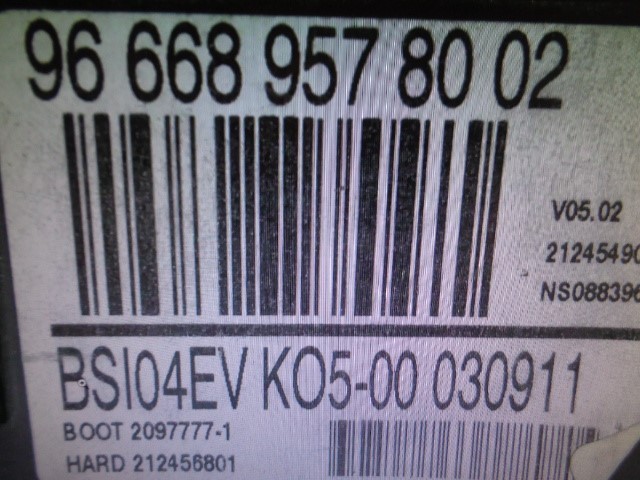 96 668 957 80 02
V05.02
21245490
NS088396
BSI04EV KO5-00 030911
BOOT 2097777-1
HARD 212456801